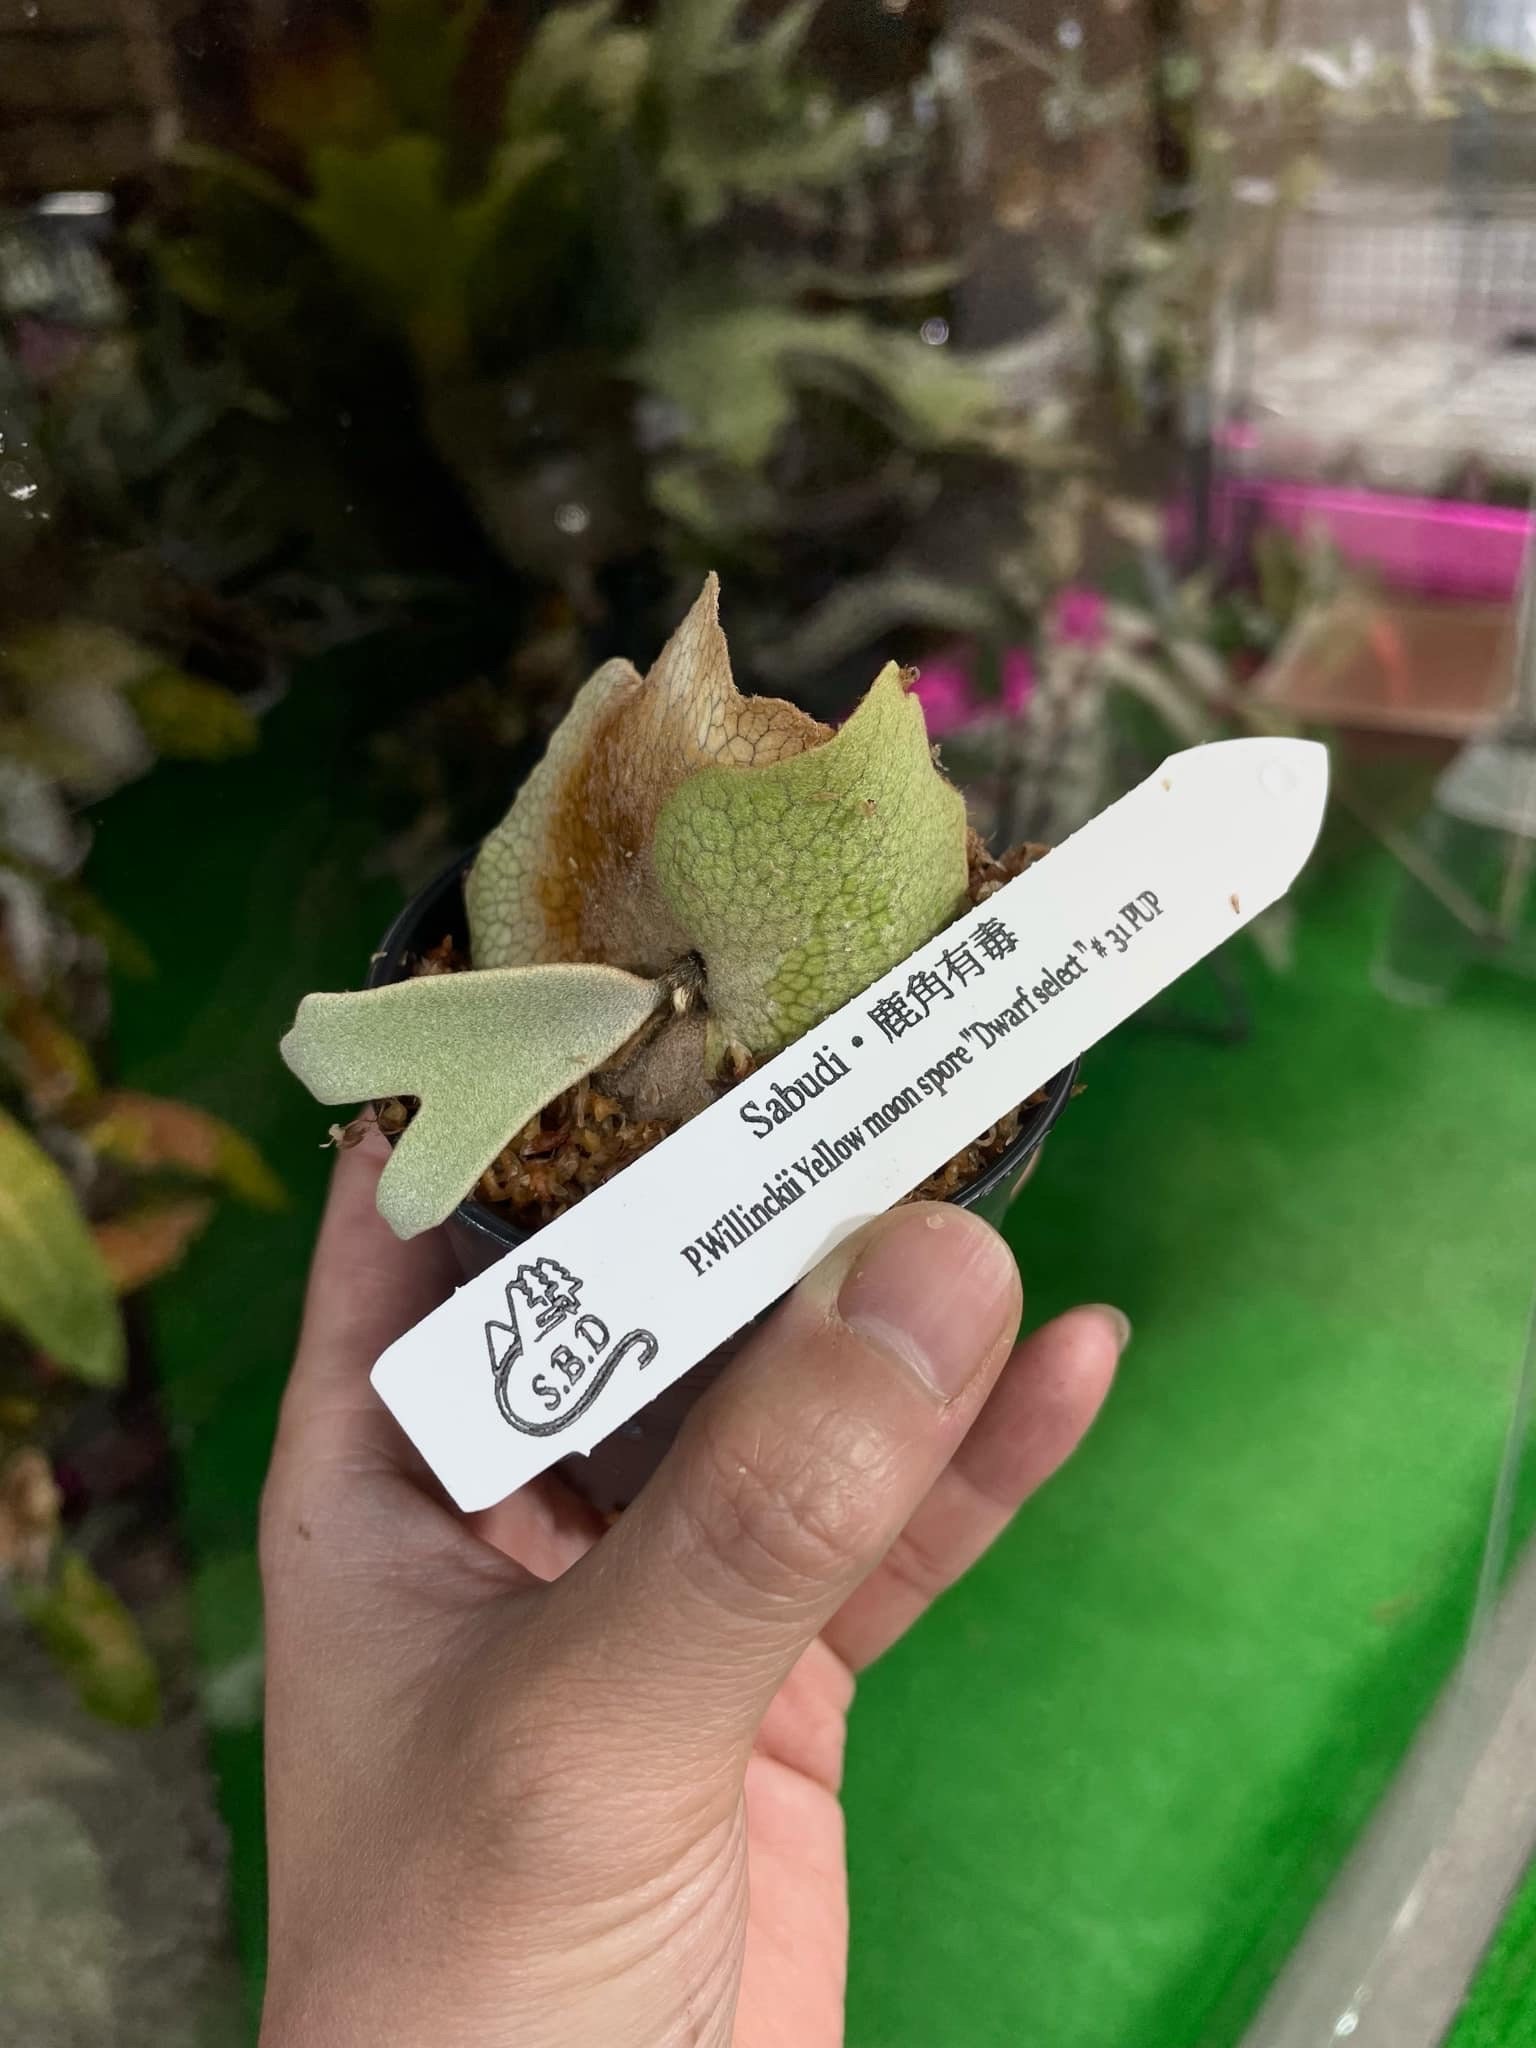 Sabudi・鹿角有毒
P.Willinckii Yellow moon spore"Dwarf select" # 31 PUP
S.B.D